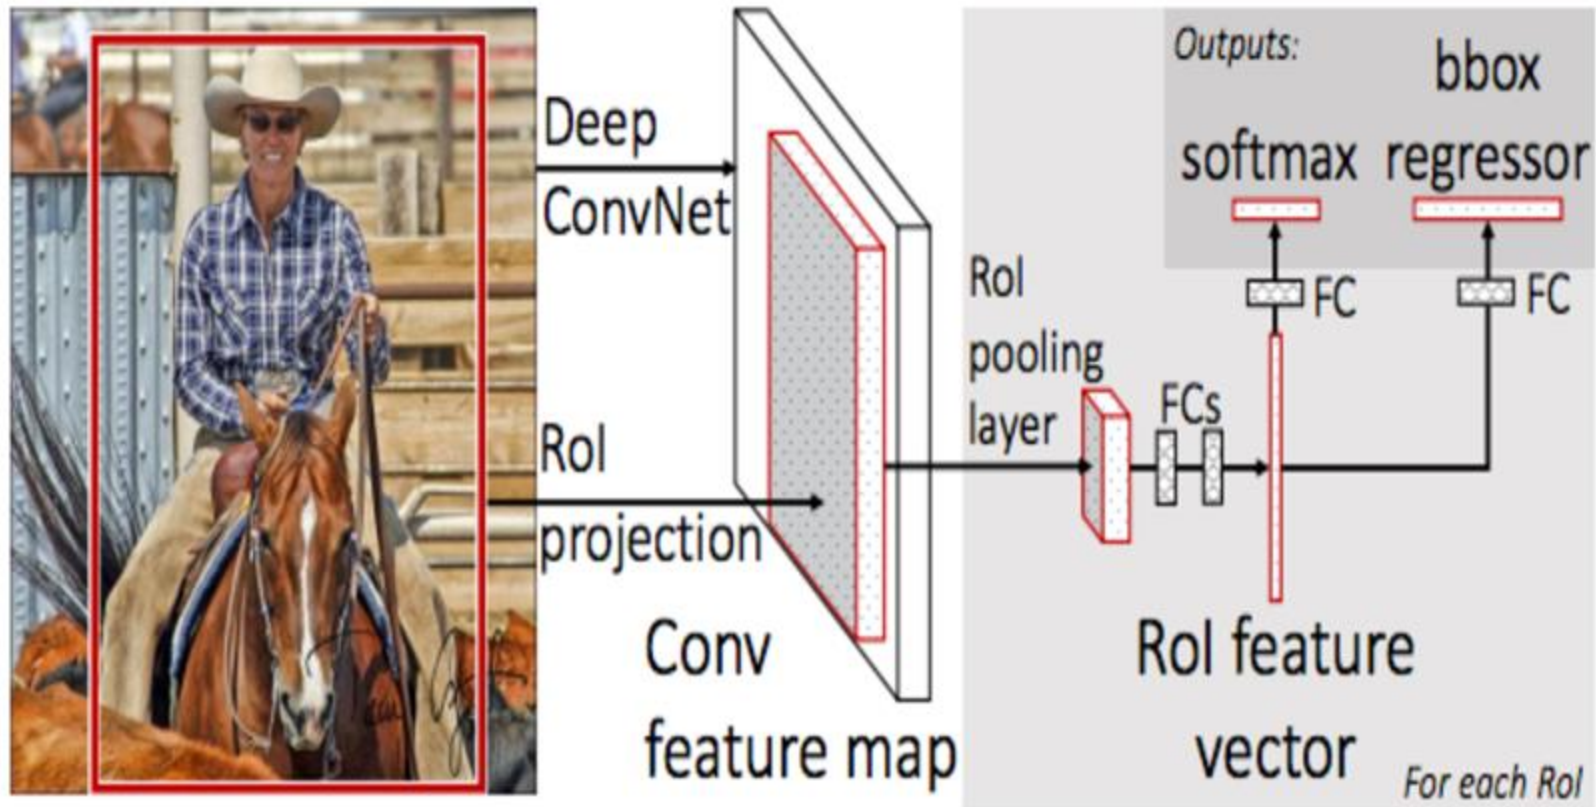 Deep
ConvNet
RoI
projection
Conv
feature map
RoI
pooling
layer
FCs
RoI feature
vector
Outputs:
softmax
bbox
regressor
FC
FC
For each RoI